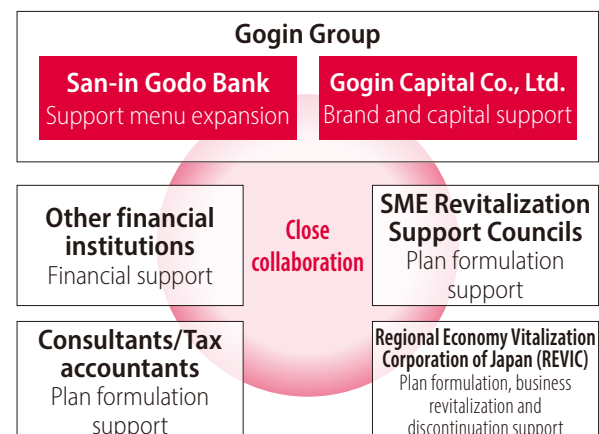 Gogin Group
San-in Godo Bank
Support menu expansion
Gogin Capital Co., Ltd.
Brand and capital support
Other financial
institutions
Financial support
Close
collaboration
SME Revitalization
Support Councils
Plan formulation
support
Consultants/Tax
accountants
Plan formulation
support
Regional Economy Vitalization
Corporation of Japan (REVIC)
Plan formulation, business
revitalization and
discontinuation support